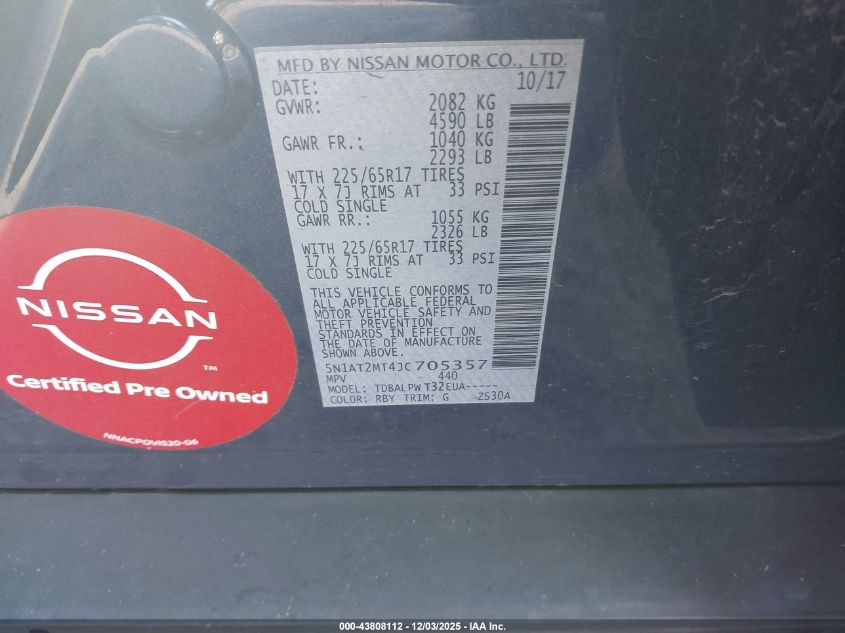 MFD BY NISSAN MOTOR CO., LTD.
DATE: 10/17
GVWR: 2082 KG
4590 LB
GAWR FR.: 1040 KG
2293 LB
WITH 225/65R17 TIRES
17 X 7J RIMS AT 33 PSI
COLD SINGLE
GAWR RR.: 1055 KG
2326 LB
WITH 225/65R17 TIRES
17 X 7J RIMS AT 33 PSI
COLD SINGLE
THIS VEHICLE CONFORMS TO
ALL APPLICABLE FEDERAL
MOTOR VEHICLE SAFETY AND
THEFT PREVENTION
STANDARDS IN EFFECT ON
THE DATE OF MANUFACTURE
SHOWN ABOVE.
5N1AT2MT4JC705357
MPV 440
MODEL: TDBALPW T32EUA-----
COLOR: RBY TRIM: G ZS30A
NISSAN
TM
Certified Pre Owned
NNACPOVIS20-06
000-43808112 - 12/03/2025 - IAA Inc.